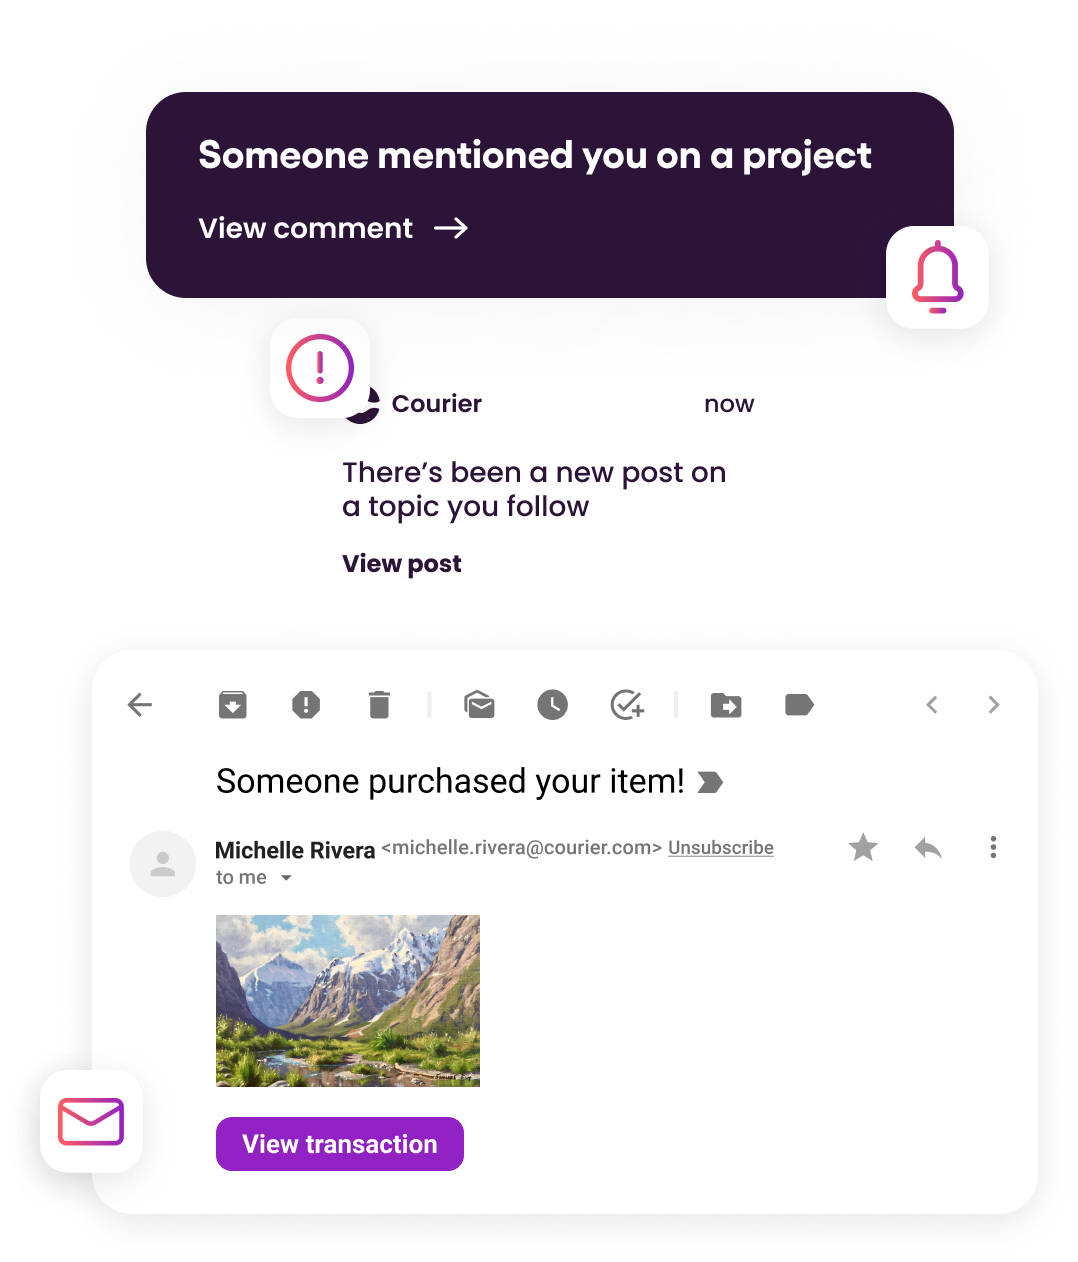 Someone mentioned you on a project
View comment
Courier now
There’s been a new post on
a topic you follow
View post
Someone purchased your item!
Michelle Rivera <michelle.rivera@courier.com> Unsubscribe
to me
View transaction